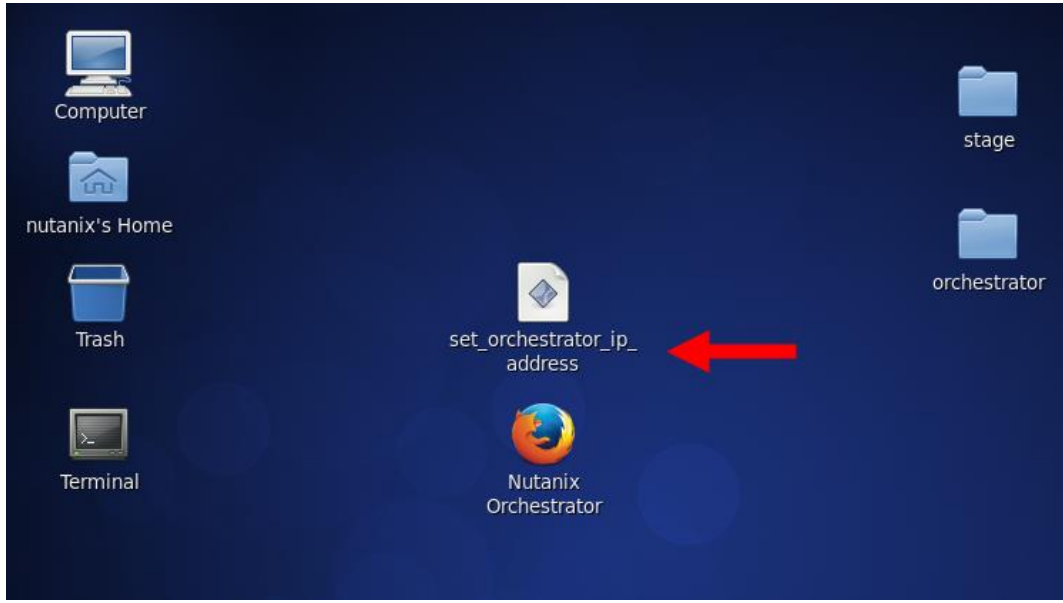 Computer
stage
nutanix's Home
orchestrator
Trash
set_orchestrator_ip_
address
Terminal
Nutanix
Orchestrator